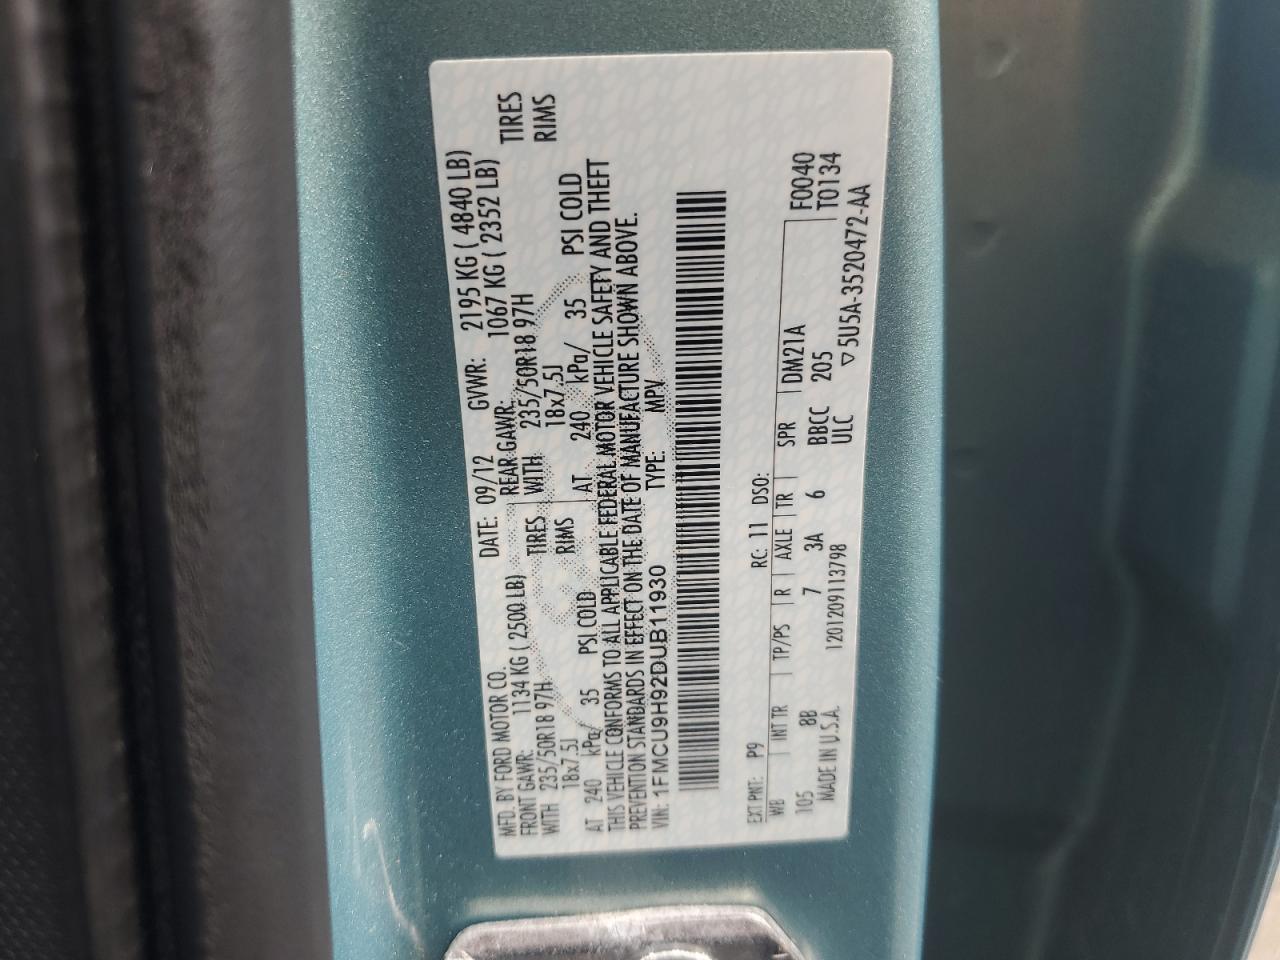 MFD. BY FORD MOTOR CO.
DATE: 09/12 GVWR: 2195 KG ( 4840 LB)
FRONT GAWR: 1134 KG ( 2500 LB) REAR GAWR: 1067 KG ( 2352 LB)
WITH 235/50R18 97H TIRES WITH 235/50R18 97H TIRES
18x7.5J RIMS 18x7.5J RIMS
AT 240 kPa/ 35 PSI COLD AT 240 kPa/ 35 PSI COLD
THIS VEHICLE CONFORMS TO ALL APPLICABLE FEDERAL MOTOR VEHICLE SAFETY AND THEFT
PREVENTION STANDARDS IN EFFECT ON THE DATE OF MANUFACTURE SHOWN ABOVE.
VIN: 1FMCU9H92DUB11930 TYPE: MPV
EXT PNT: P9 RC: 11 DSO:
WB INT TR TP/PS R AXLE TR SPR DM21A F0040
105 8B 7 3A 6 BBCC 205 T0134
MADE IN U.S.A. 1201209113798 ULC ▽5U5A-3520472-AA